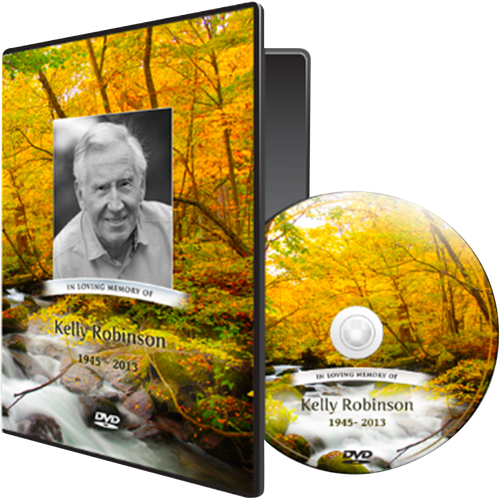 IN LOVING MEMORY OF
Kelly Robinson
1945 - 2013
DVD
IN LOVING MEMORY OF
Kelly Robinson
1945- 2013
DVD